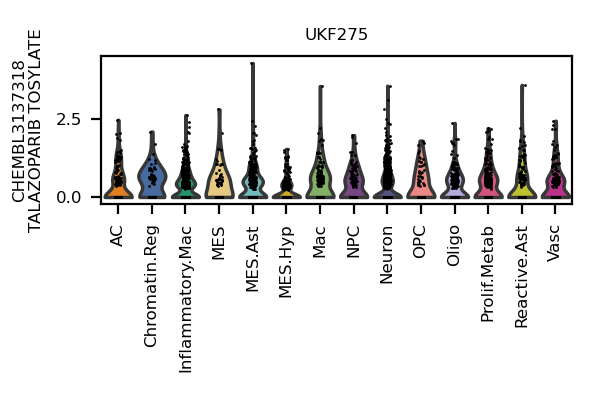 UKF275
CHEMBL3137318
TALAZOPARIB TOSYLATE
2.5
0.0
AC
Chromatin.Reg
Inflammatory.Mac
MES
MES.Ast
MES.Hyp
Mac
NPC
Neuron
OPC
Oligo
Prolif.Metab
Reactive.Ast
Vasc